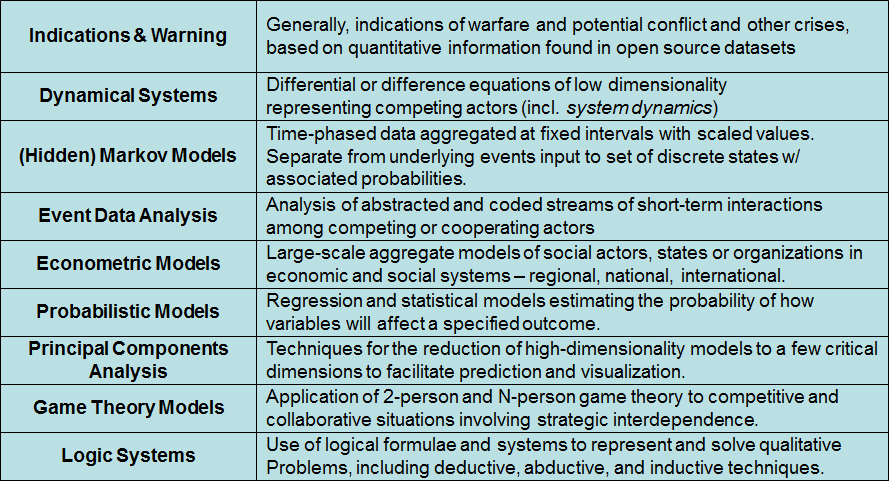 Indications & Warning
Generally, indications of warfare and potential conflict and other crises,
based on quantitative information found in open source datasets
Dynamical Systems
Differential or difference equations of low dimensionality
representing competing actors (incl. system dynamics)
(Hidden) Markov Models
Time-phased data aggregated at fixed intervals with scaled values.
Separate from underlying events input to set of discrete states w/
associated probabilities.
Event Data Analysis
Analysis of abstracted and coded streams of short-term interactions
among competing or cooperating actors
Econometric Models
Large-scale aggregate models of social actors, states or organizations in
economic and social systems – regional, national, international.
Probabilistic Models
Regression and statistical models estimating the probability of how
variables will affect a specified outcome.
Principal Components
Analysis
Techniques for the reduction of high-dimensionality models to a few critical
dimensions to facilitate prediction and visualization.
Game Theory Models
Application of 2-person and N-person game theory to competitive and
collaborative situations involving strategic interdependence.
Logic Systems
Use of logical formulae and systems to represent and solve qualitative
Problems, including deductive, abductive, and inductive techniques.